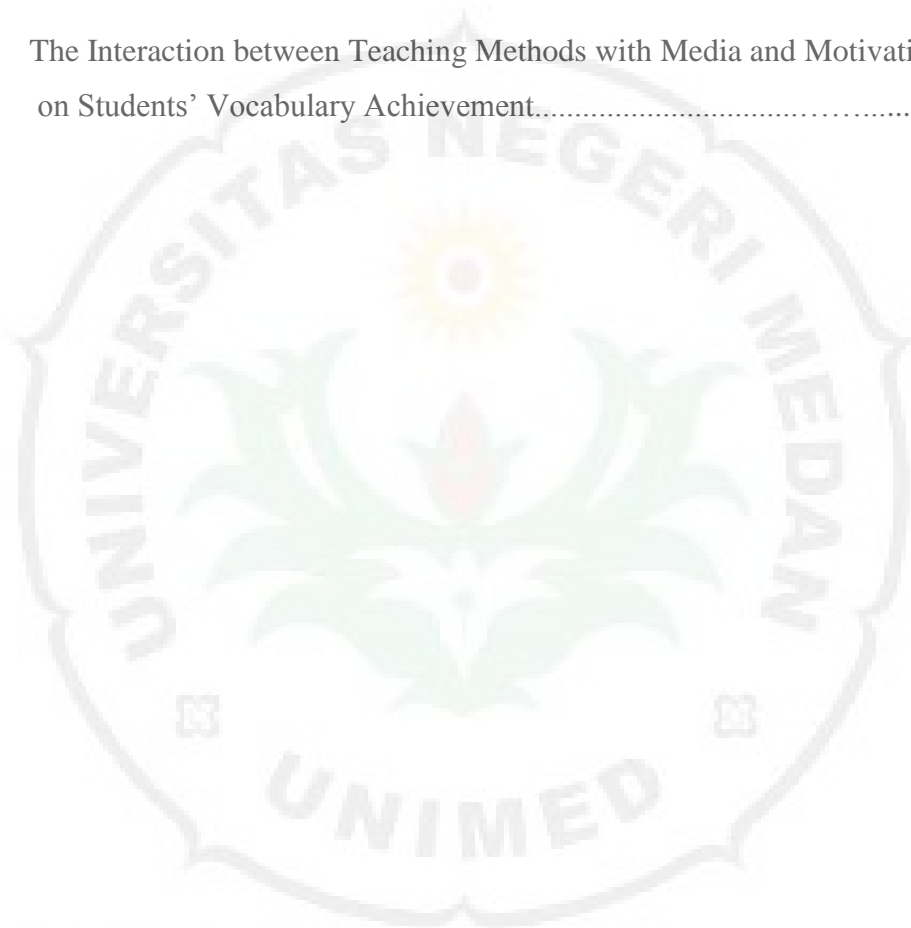 The Interaction between Teaching Methods with Media and Motivati
on Students’ Vocabulary Achievement....................................……......
UNIVERSITAS NEGERI MEDAN
UNIMED